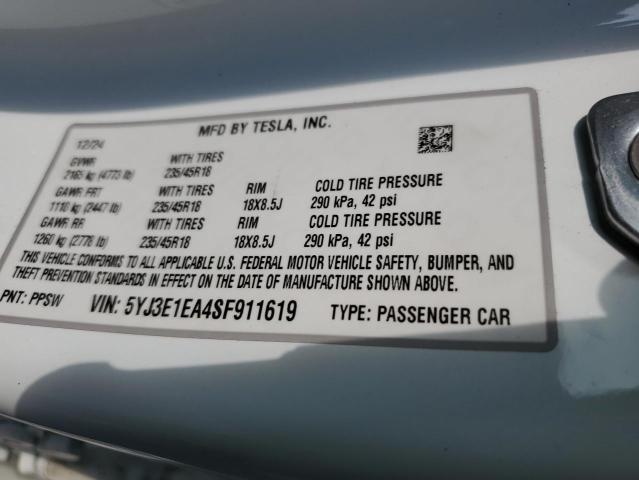 MFD BY TESLA, INC.
12/24
GVWR WITH TIRES
2165 kg (4773 lb) 235/45R18
GAWR FRT WITH TIRES RIM COLD TIRE PRESSURE
1110 kg (2447 lb) 235/45R18 18X8.5J 290 kPa, 42 psi
GAWR RR WITH TIRES RIM COLD TIRE PRESSURE
1260 kg (2778 lb) 235/45R18 18X8.5J 290 kPa, 42 psi
THIS VEHICLE CONFORMS TO ALL APPLICABLE U.S. FEDERAL MOTOR VEHICLE SAFETY, BUMPER, AND
THEFT PREVENTION STANDARDS IN EFFECT ON THE DATE OF MANUFACTURE SHOWN ABOVE.
PNT: PPSW VIN: 5YJ3E1EA4SF911619 TYPE: PASSENGER CAR